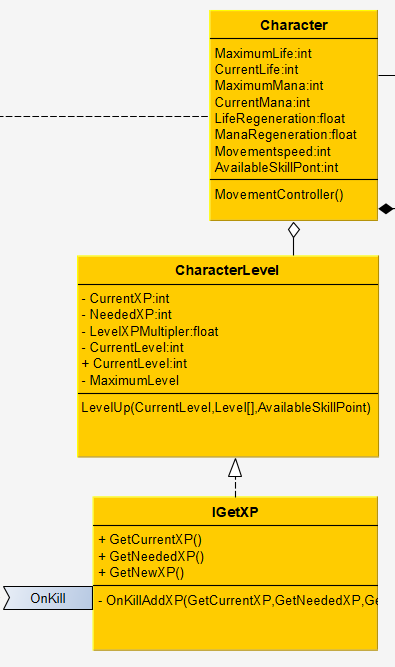 Character
MaximumLife:int
CurrentLife:int
MaximumMana:int
CurrentMana:int
LifeRegeneration:float
ManaRegeneration:float
Movementspeed:int
AvailableSkillPont:int
MovementController()
CharacterLevel
- CurrentXP:int
- NeededXP:int
- LevelXPMultipler:float
- CurrentLevel:int
+ CurrentLevel:int
- MaximumLevel
LevelUp(CurrentLevel,Level[],AvailableSkillPoint)
IGetXP
+ GetCurrentXP()
+ GetNeededXP()
+ GetNewXP()
OnKill
- OnKillAddXP(GetCurrentXP,GetNeededXP,Ge